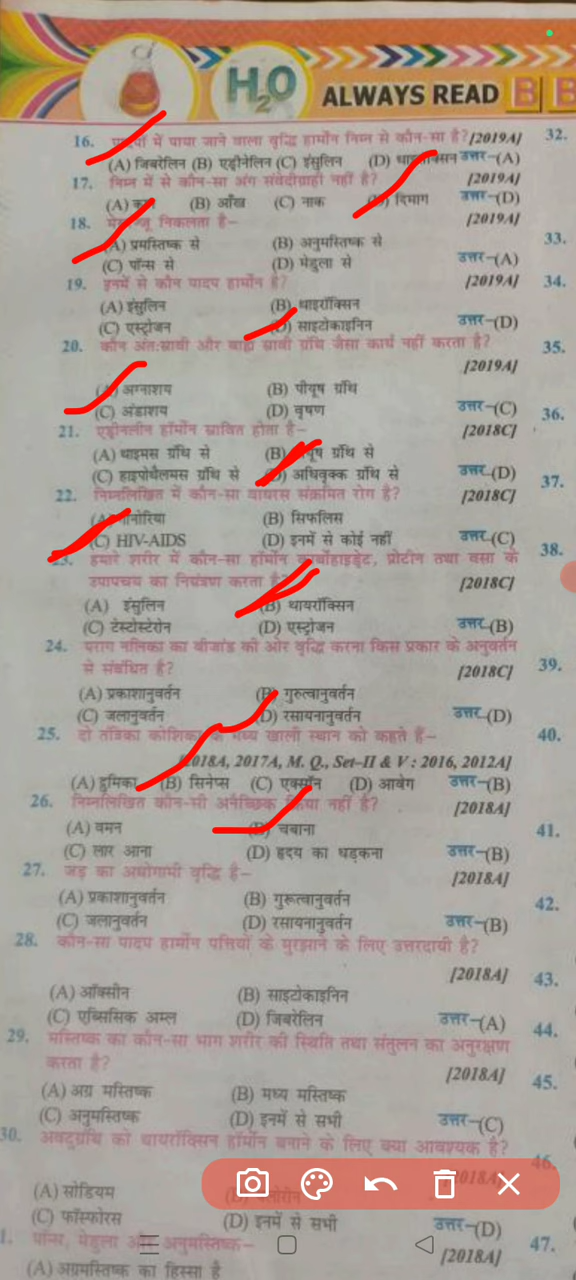 H2O ALWAYS READ B B
16. में पाया जाने वाला वृद्धि हार्मोन निम्न से कौन-सा है? [2019A] 32.
(A) जिबरेलिन (B) एड्रीनेलिन (C) इंसुलिन (D) उत्तर–(A)
17. निम्न में से कौन-सा अंग संवेदीग्राही नहीं है? [2019A]
(A) (B) आँख (C) नाक दिमाग उत्तर–(D)
18. निकलता है– [2019A]
(A) प्रमस्तिष्क से (B) अनुमस्तिष्क से 33.
(C) पॉन्स से (D) मेडुला से उत्तर–(A)
19. इनमें से कौन पादप हार्मोन है? [2019A] 34.
(A) इंसुलिन (B) थाइरॉक्सिन
(C) एस्ट्रोजन (D) साइटोकाइनिन उत्तर–(D)
20. कौन अंतःस्रावी और बाह्य स्रावी ग्रंथि जैसा कार्य नहीं करता है? 35.
[2019A]
अग्नाशय (B) पीयूष ग्रंथि
(C) अंडाशय (D) वृषण उत्तर–(C) 36.
21. एड्रीनलीन हॉर्मोन स्रावित होता है– [2018C]
(A) थाइमस ग्रंथि से (B) ग्रंथि से
(C) हाइपोथैलमस ग्रंथि से (D) अधिवृक्क ग्रंथि से उत्तर–(D) 37.
22. निम्नलिखित में कौन-सा वायरस संक्रमित रोग है? [2018C]
(B) सिफलिस
(C) HIV-AIDS (D) इनमें से कोई नहीं उत्तर–(C)
23. हमारे शरीर में कौन-सा हॉर्मोन कार्बोहाइड्रेट, प्रोटीन तथा वसा के 38.
उपापचय का नियंत्रण करता है? [2018C]
(A) इंसुलिन (B) थायरॉक्सिन
(C) टेस्टोस्टेरोन (D) एस्ट्रोजन उत्तर–(B)
24. पराग नलिका का बीजांड की ओर वृद्धि करना किस प्रकार के अनुवर्तन
से संबंधित है? [2018C] 39.
(A) प्रकाशानुवर्तन (B) गुरुत्वानुवर्तन
(C) जलानुवर्तन (D) रसायनानुवर्तन उत्तर–(D)
25. दो तंत्रिका कोशिका के मध्य खाली स्थान को कहते हैं– 40.
2018A, 2017A, M. Q., Set–II & V : 2016, 2012A]
(A) द्रुमिका (B) सिनेप्स (C) एक्सॉन (D) आवेग उत्तर–(B)
26. निम्नलिखित कौन-सी अनैच्छिक क्रिया नहीं है? [2018A]
(A) वमन (B) चबाना 41.
(C) लार आना (D) हृदय का धड़कना उत्तर–(B)
27. जड़ का अधोगामी वृद्धि है– [2018A]
(A) प्रकाशानुवर्तन (B) गुरूत्वानुवर्तन 42.
(C) जलानुवर्तन (D) रसायनानुवर्तन उत्तर–(B)
28. कौन-सा पादप हार्मोन पत्तियों के मुरझाने के लिए उत्तरदायी है?
[2018A] 43.
(A) ऑक्सीन (B) साइटोकाइनिन
(C) एब्सिसिक अम्ल (D) जिबरेलिन उत्तर–(A) 44.
29. मस्तिष्क का कौन-सा भाग शरीर की स्थिति तथा संतुलन का अनुरक्षण
करता है? [2018A] 45.
(A) अग्र मस्तिष्क (B) मध्य मस्तिष्क
(C) अनुमस्तिष्क (D) इनमें से सभी उत्तर–(C)
30. अवटुग्रंथि को थायरॉक्सिन हॉर्मोन बनाने के लिए क्या आवश्यक है?
46.
(A) सोडियम
(C) फॉस्फोरस (D) इनमें से सभी उत्तर–(D)
पॉन्स, मेडुला और अनुमस्तिष्क– [2018A] 47.
(A) अग्रमस्तिष्क का हिस्सा है